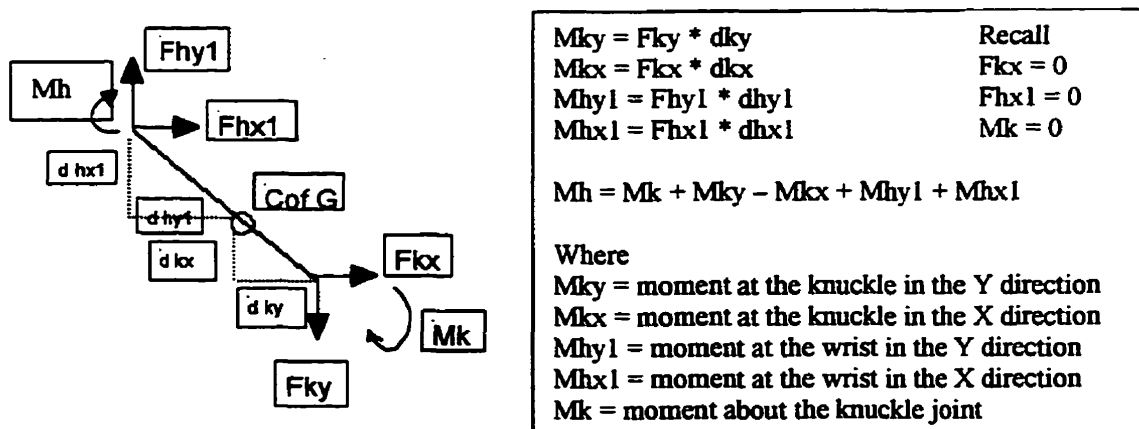 Fhy1
Mh
Fhx1
d hx1
d hy1
Cof G
d kx
Fkx
d ky
Mk
Fky
Mky = Fky * dky Recall
Mkx = Fkx * dkx Fkx = 0
Mhy1 = Fhy1 * dhy1 Fhx1 = 0
Mhx1 = Fhx1 * dhx1 Mk = 0
Mh = Mk + Mky – Mkx + Mhy1 + Mhx1
Where
Mky = moment at the knuckle in the Y direction
Mkx = moment at the knuckle in the X direction
Mhy1 = moment at the wrist in the Y direction
Mhx1 = moment at the wrist in the X direction
Mk = moment about the knuckle joint